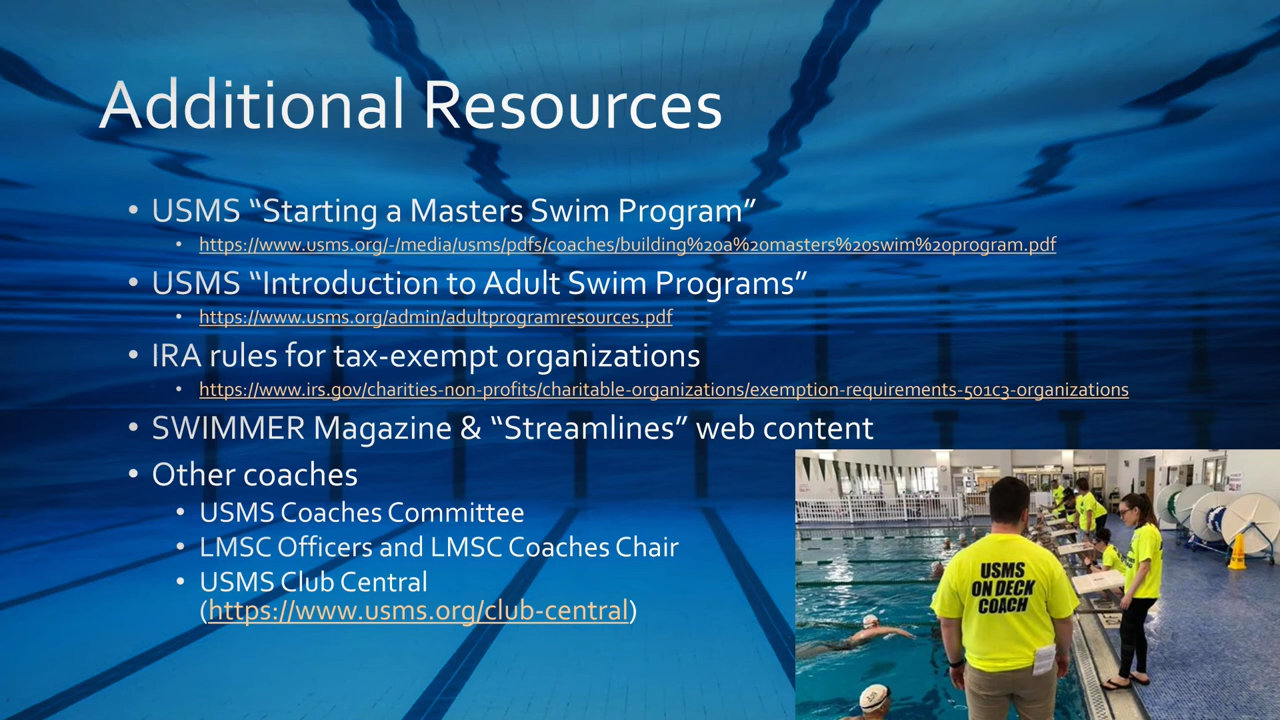 Additional Resources
• USMS “Starting a Masters Swim Program”
• https://www.usms.org/-/media/usms/pdfs/coaches/building%20a%20masters%20swim%20program.pdf
• USMS “Introduction to Adult Swim Programs”
• https://www.usms.org/admin/adultprogramresources.pdf
• IRA rules for tax-exempt organizations
• https://www.irs.gov/charities-non-profits/charitable-organizations/exemption-requirements-501c3-organizations
• SWIMMER Magazine & “Streamlines” web content
• Other coaches
• USMS Coaches Committee
• LMSC Officers and LMSC Coaches Chair
• USMS Club Central
(https://www.usms.org/club-central)
USMS
ON DECK
COACH